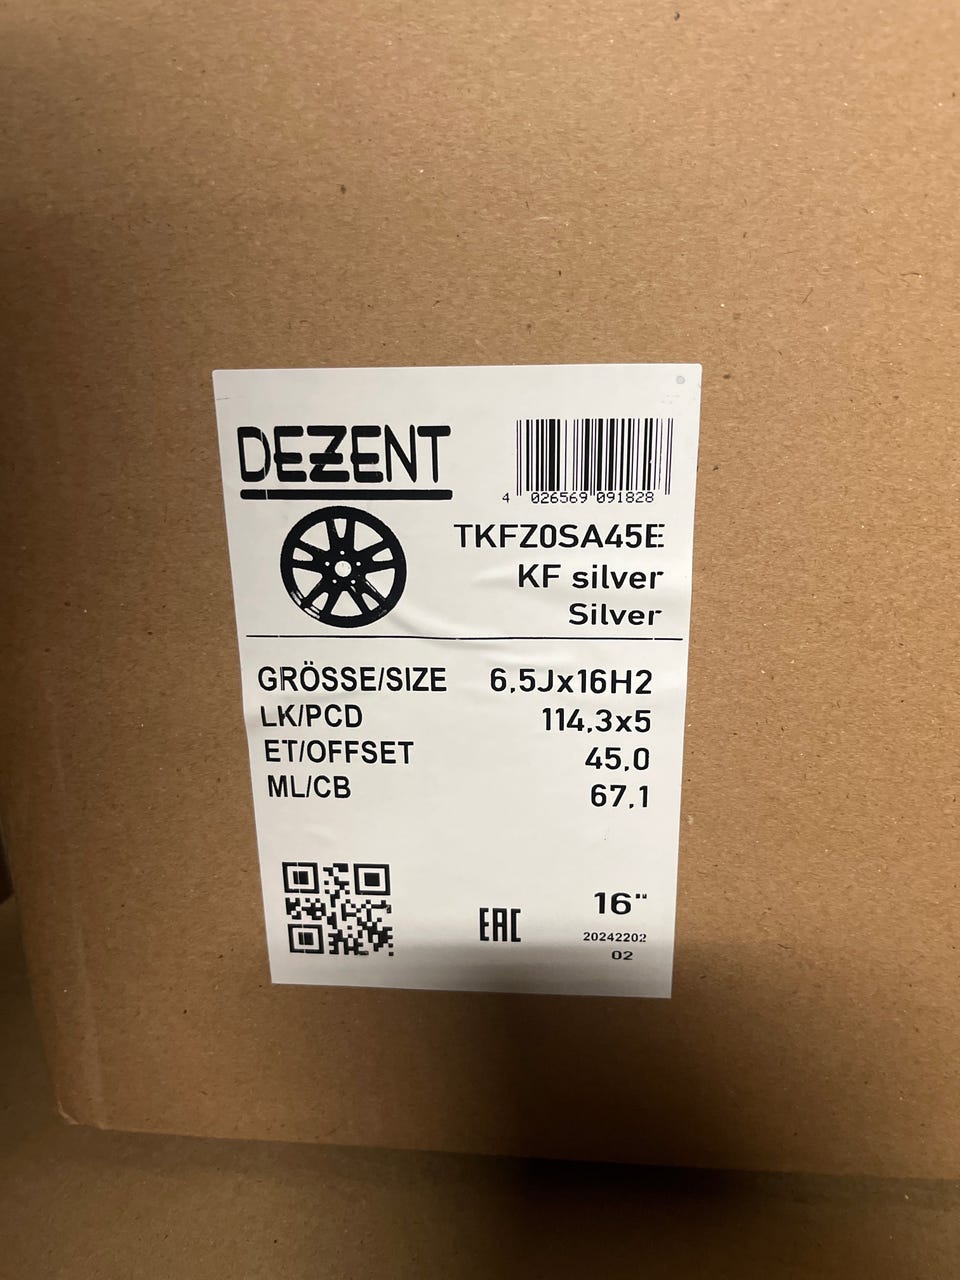 DEZENT
4 026569 091828
TKFZ0SA45E
KF silver
Silver
GRÖSSE/SIZE 6,5Jx16H2
LK/PCD 114,3x5
ET/OFFSET 45,0
ML/CB 67,1
EAC
16"
20242202
02